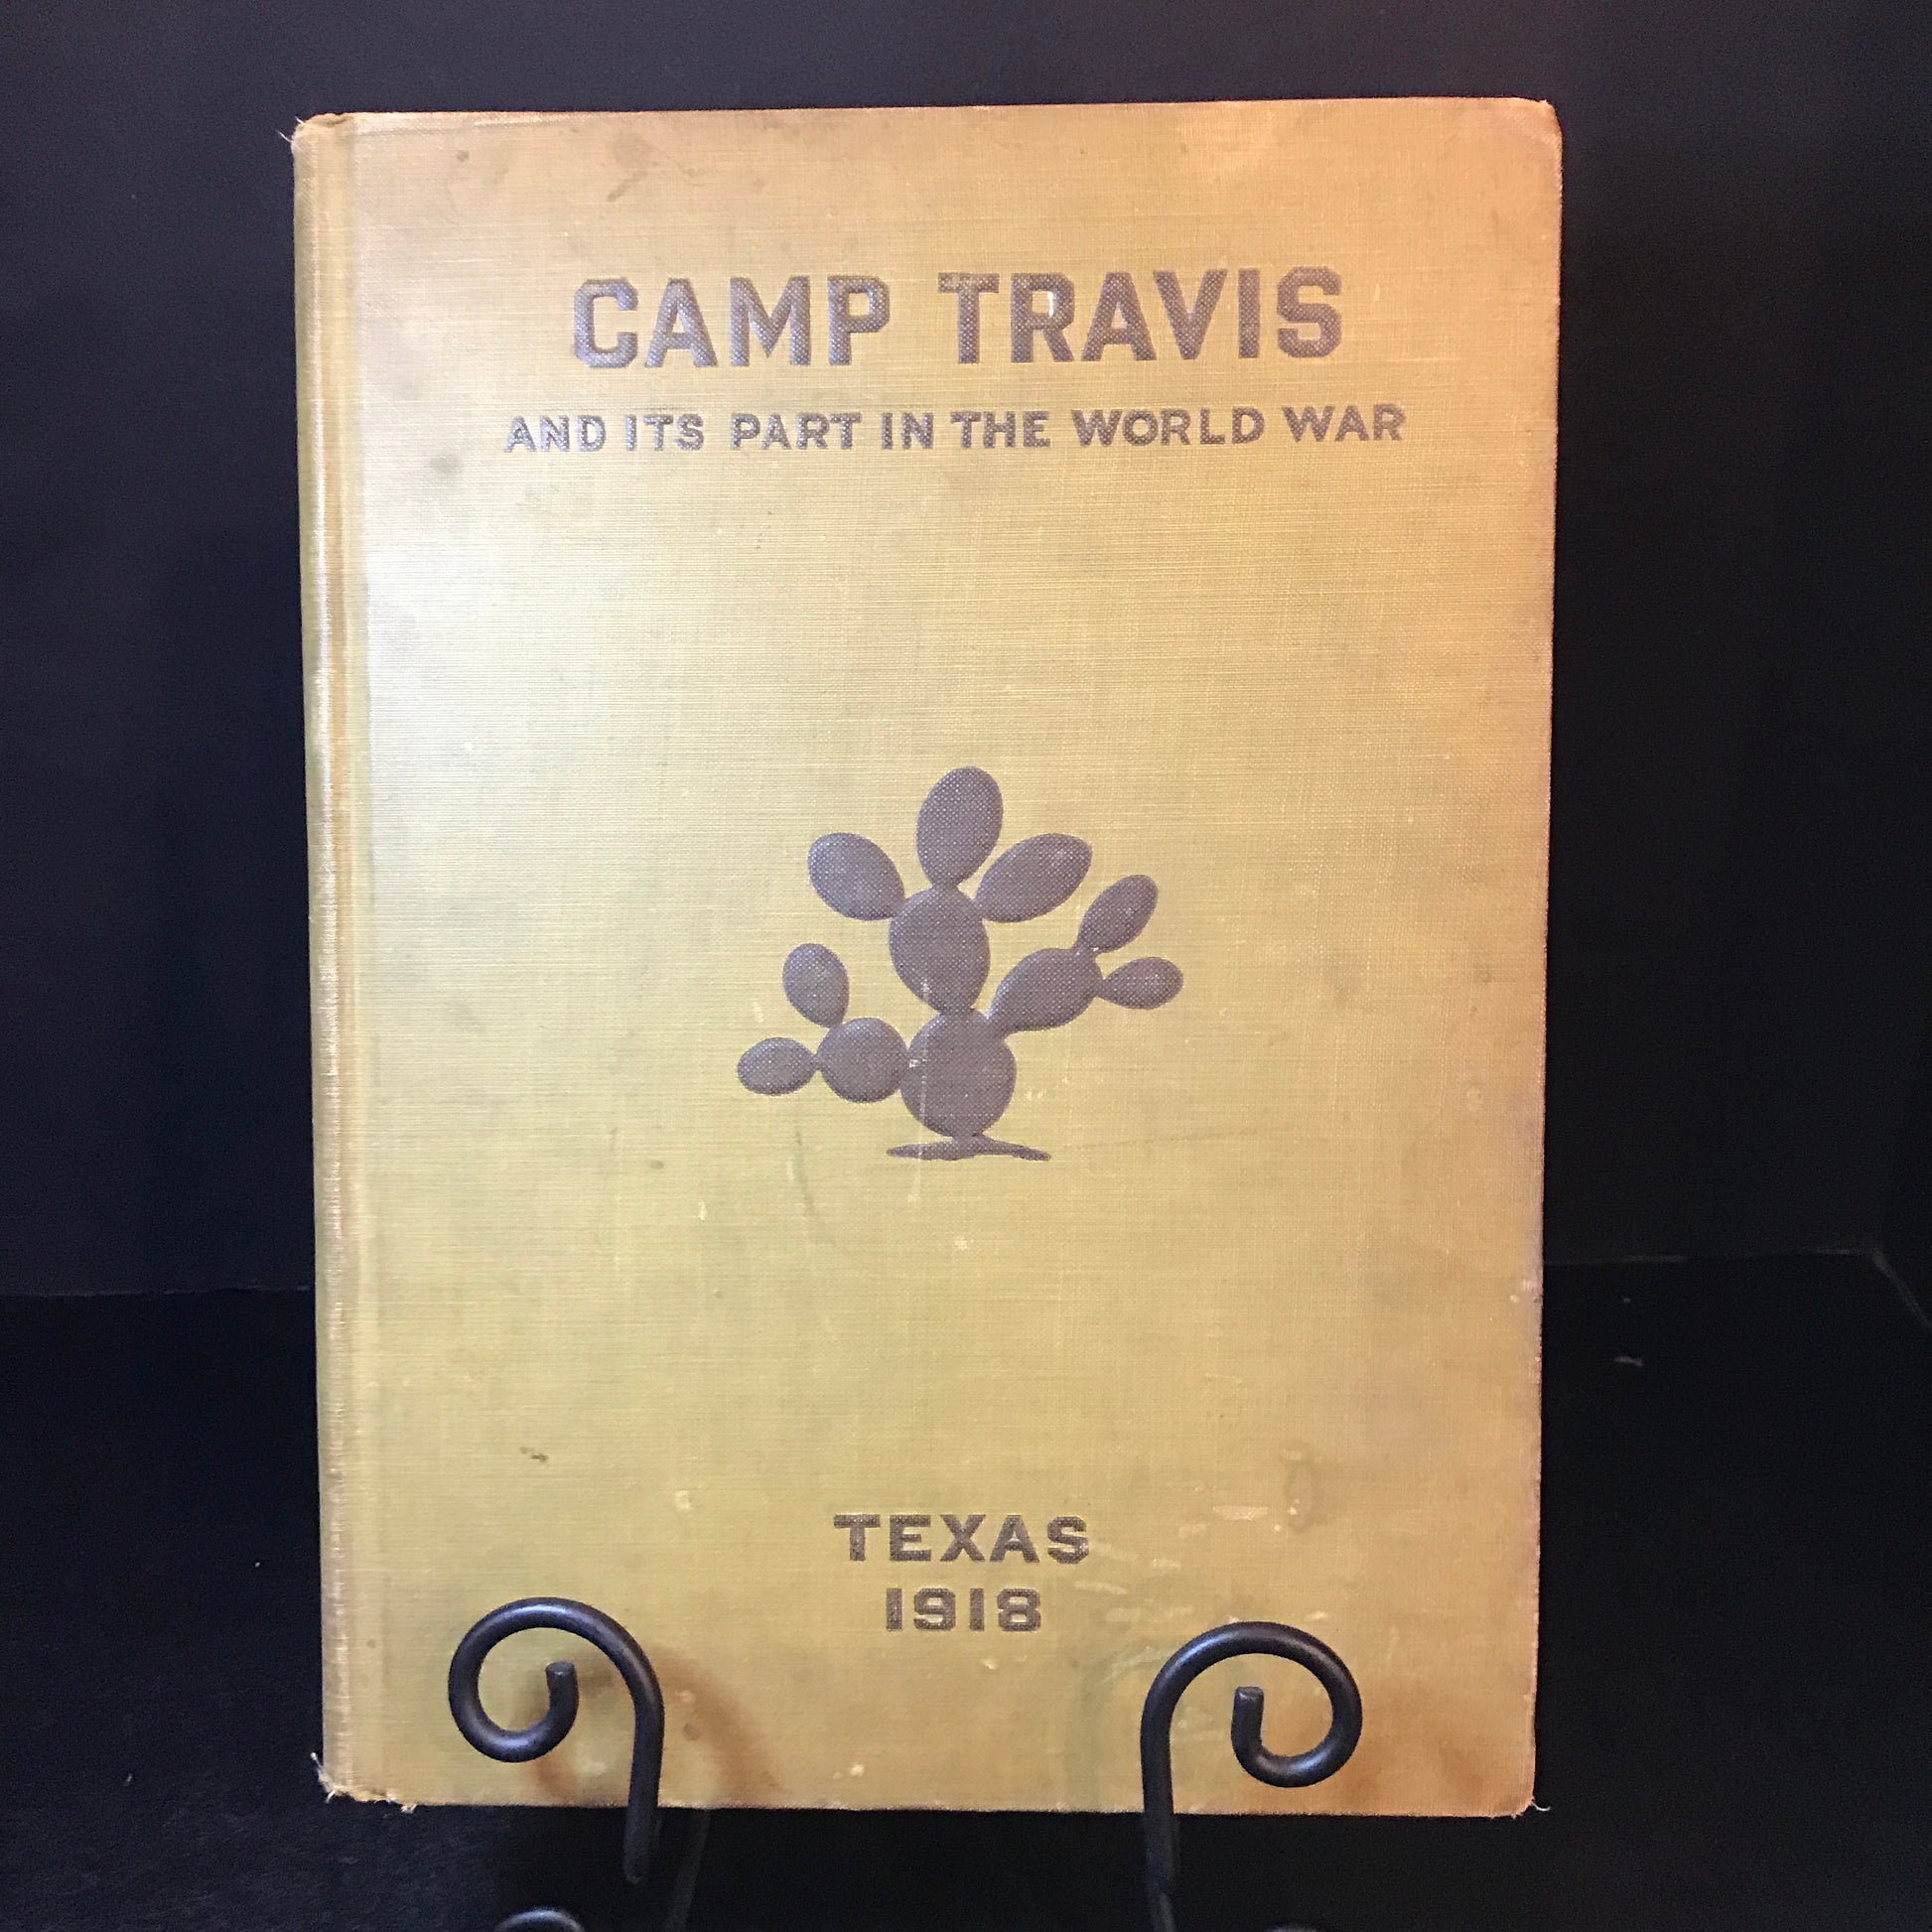 CAMP TRAVIS
AND ITS PART IN THE WORLD WAR
TEXAS
1918